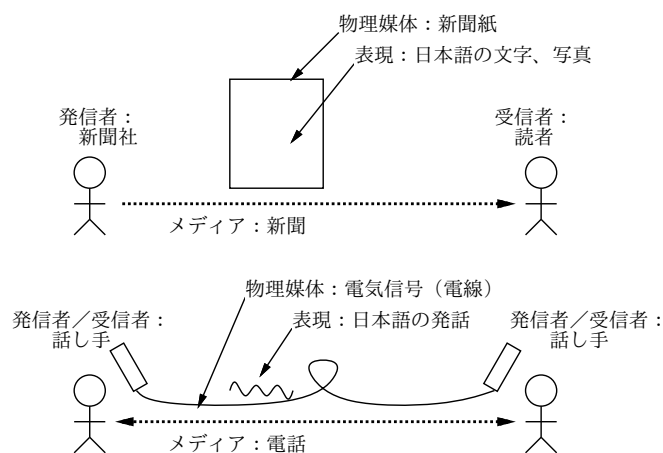 物理媒体：新聞紙
表現：日本語の文字、写真
発信者：
新聞社
受信者：
読者
メディア：新聞
物理媒体：電気信号（電線）
表現：日本語の発話
発信者／受信者：
話し手
発信者／受信者：
話し手
メディア：電話